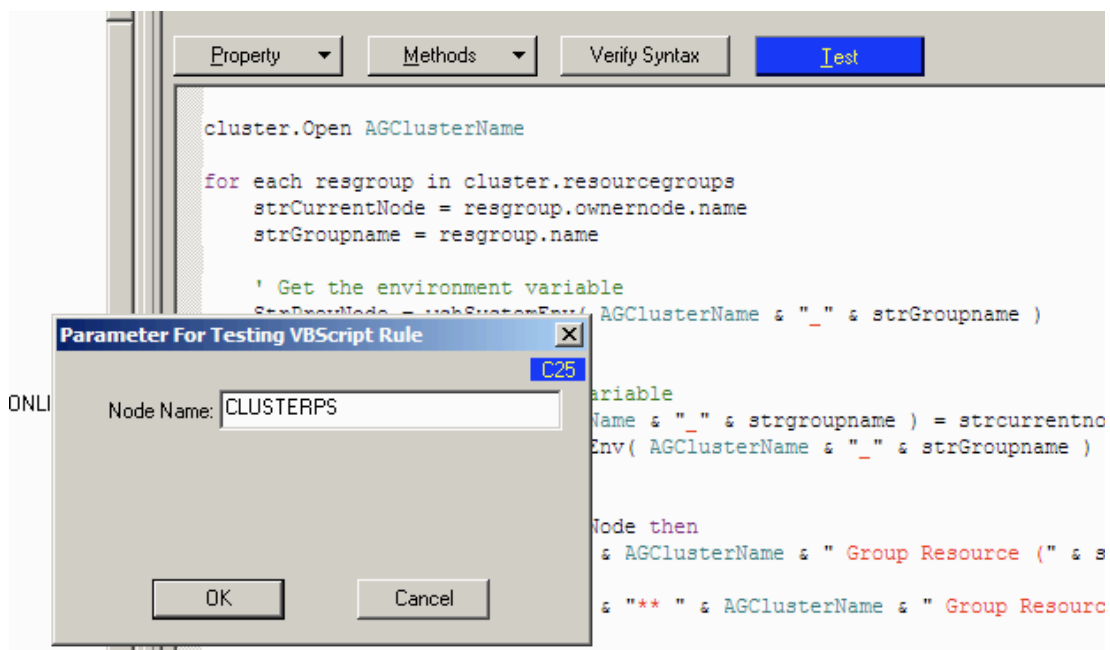 Property Methods Verify Syntax Test
cluster.Open AGClusterName
for each resgroup in cluster.resourcegroups
strCurrentNode = resgroup.ownernode.name
strGroupname = resgroup.name
' Get the environment variable
StrPrevNode = wshSystemEnv( AGClusterName & "_" & strGroupname )
Parameter For Testing VBScript Rule
C25
ONLI
Node Name: CLUSTERPS
ariable
Name & "_" & strgroupname ) = strcurrentno
Env( AGClusterName & "_" & strGroupname )
Node then
& AGClusterName & " Group Resource (" & s
& "** " & AGClusterName & " Group Resourc
OK Cancel